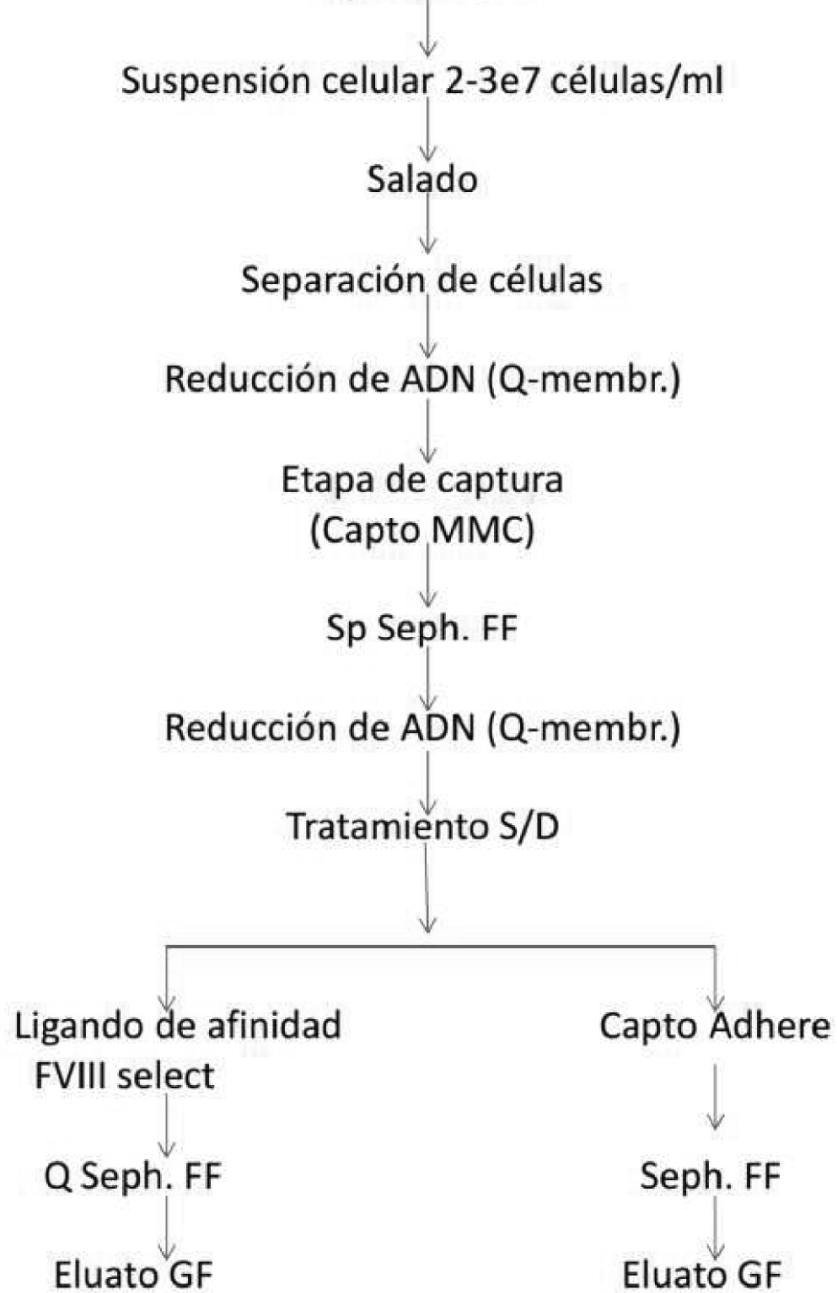 Suspensión celular 2-3e7 células/ml
Salado
Separación de células
Reducción de ADN (Q-membr.)
Etapa de captura
(Capto MMC)
Sp Seph. FF
Reducción de ADN (Q-membr.)
Tratamiento S/D
Ligando de afinidad
FVIII select
Capto Adhere
Q Seph. FF
Seph. FF
Eluato GF
Eluato GF